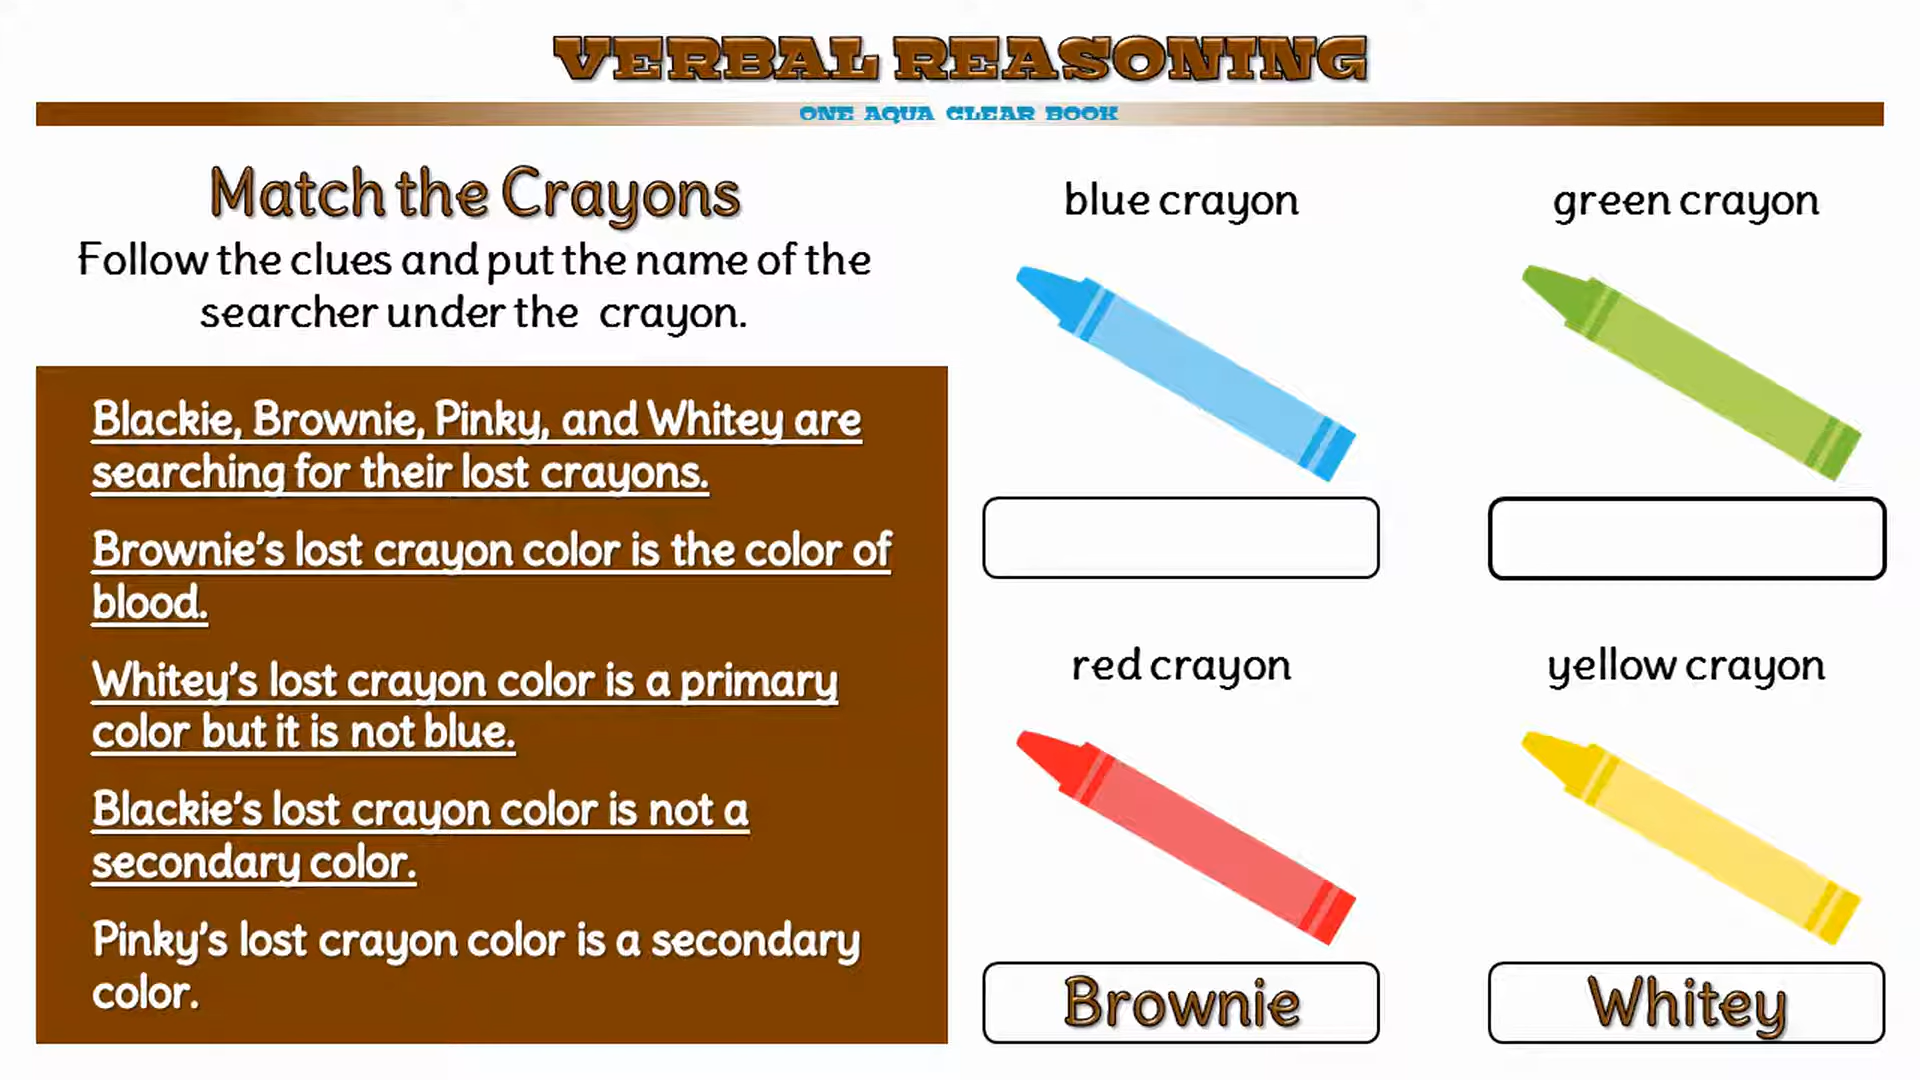 VERBAL REASONING
ONE AQUA CLEAR BOOK
Match the Crayons
Follow the clues and put the name of the
searcher under the crayon.
Blackie, Brownie, Pinky, and Whitey are
searching for their lost crayons.
Brownie's lost crayon color is the color of
blood.
Whitey's lost crayon color is a primary
color but it is not blue.
Blackie's lost crayon color is not a
secondary color.
Pinky's lost crayon color is a secondary
color.
blue crayon
green crayon
red crayon
yellow crayon
Brownie
Whitey